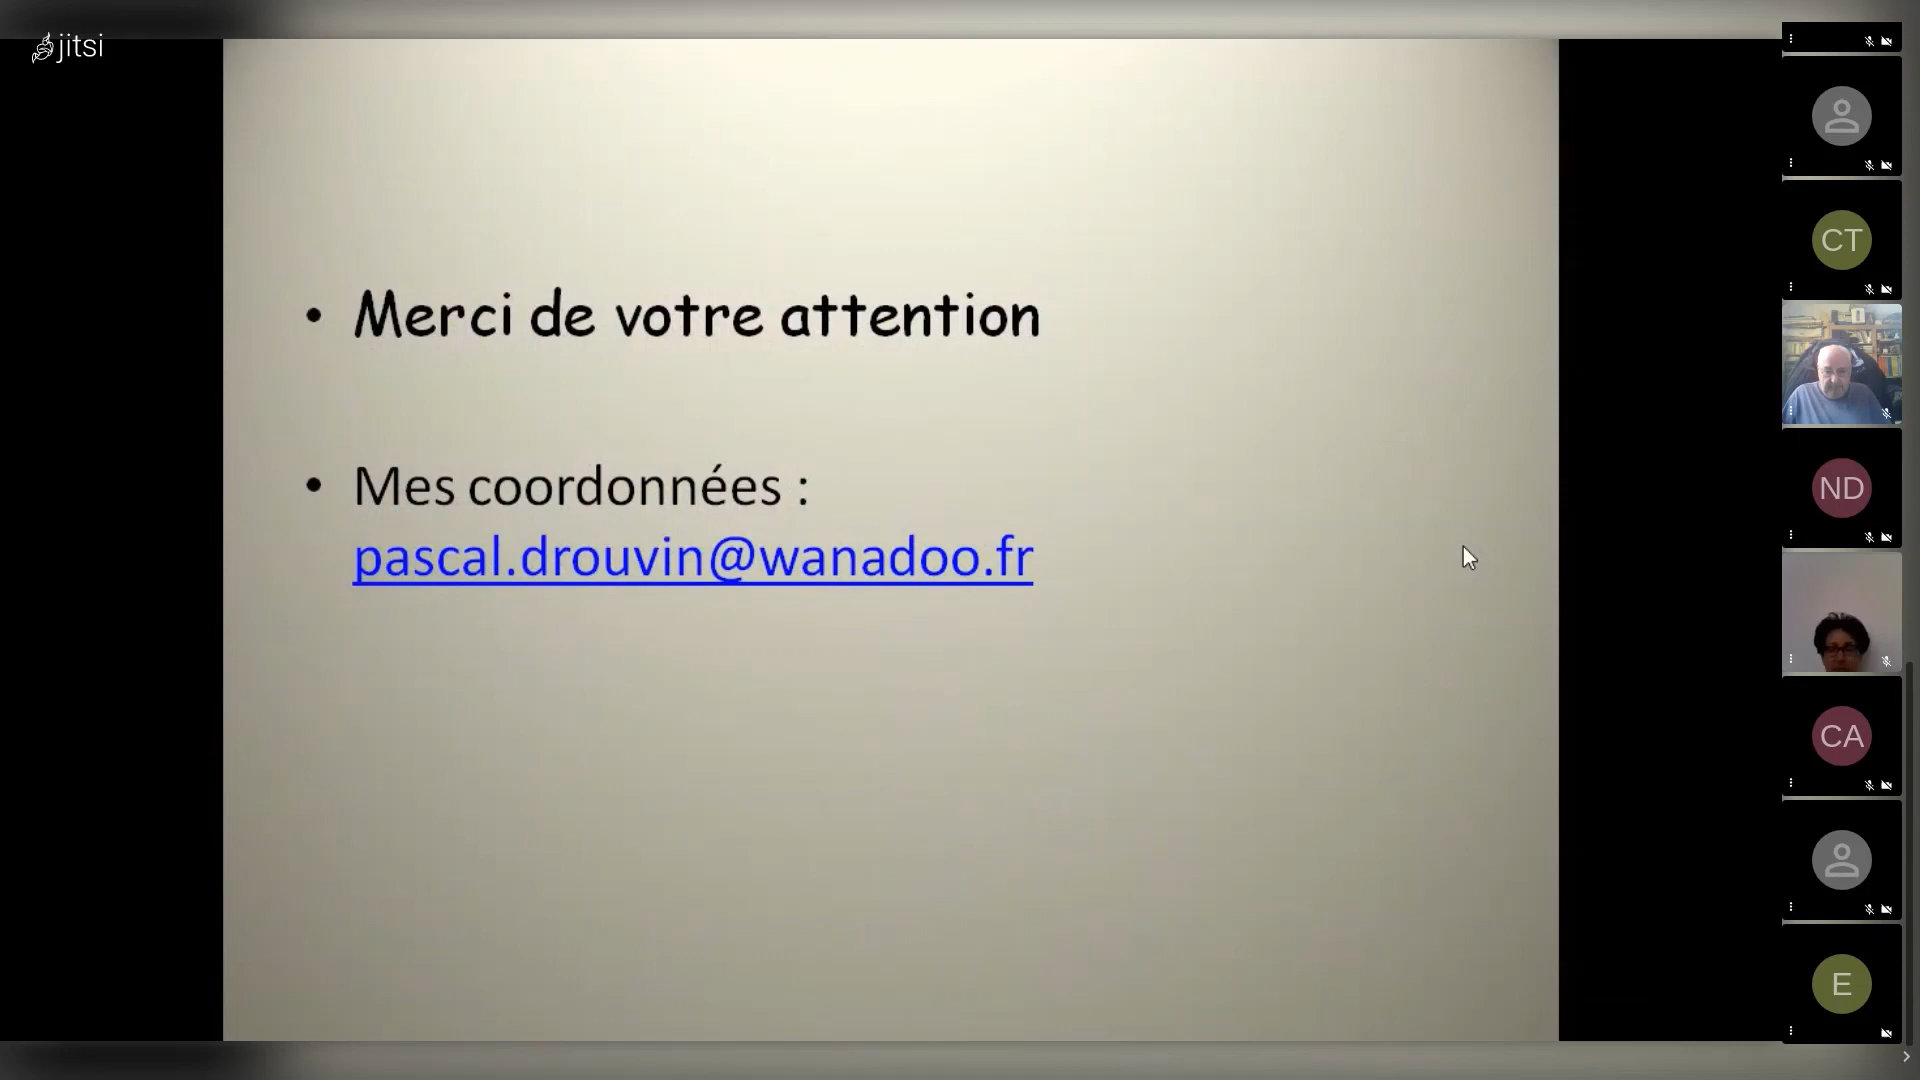 jitsi
• Merci de votre attention
• Mes coordonnées :
pascal.drouvin@wanadoo.fr
CT
ND
CA
E